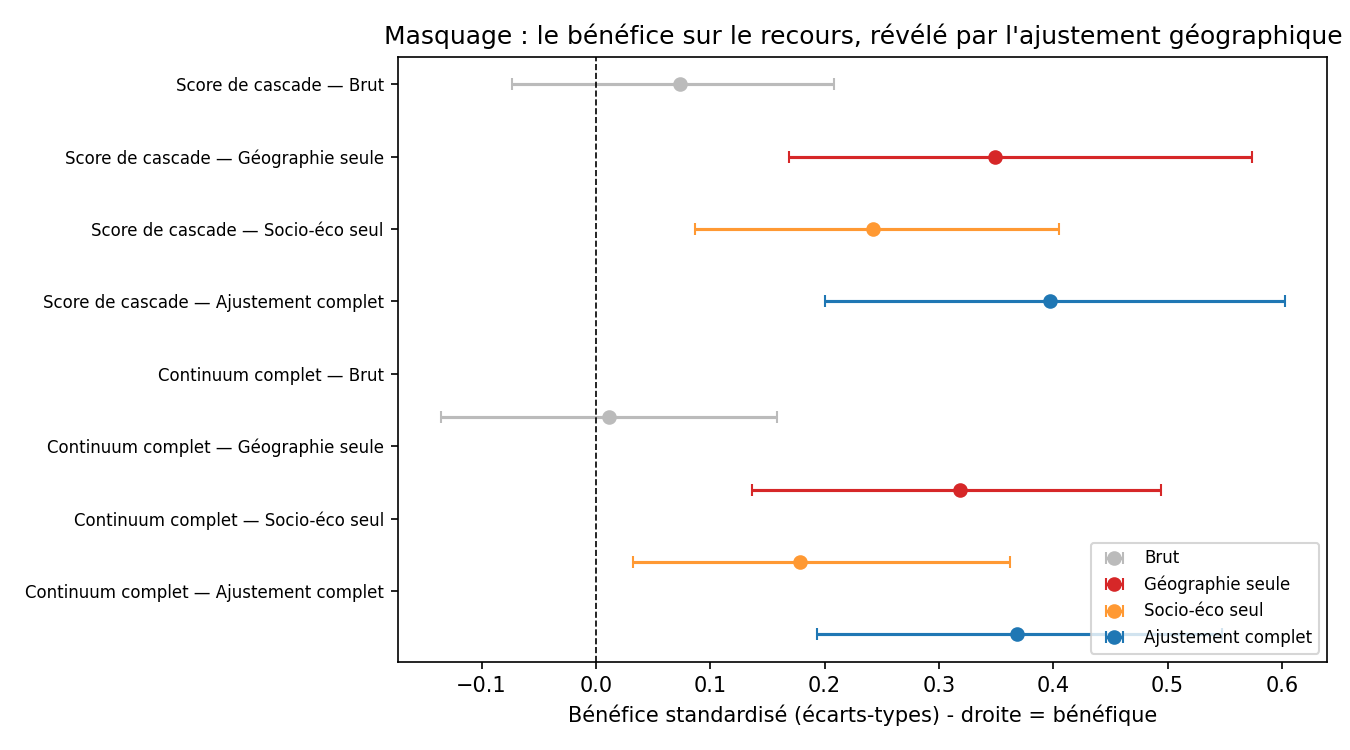 Masquage : le bénéfice sur le recours, révélé par l'ajustement géographique
Score de cascade — Brut
Score de cascade — Géographie seule
Score de cascade — Socio-éco seul
Score de cascade — Ajustement complet
Continuum complet — Brut
Continuum complet — Géographie seule
Continuum complet — Socio-éco seul
Continuum complet — Ajustement complet
Brut
Géographie seule
Socio-éco seul
Ajustement complet
−0.1 0.0 0.1 0.2 0.3 0.4 0.5 0.6
Bénéfice standardisé (écarts-types) - droite = bénéfique